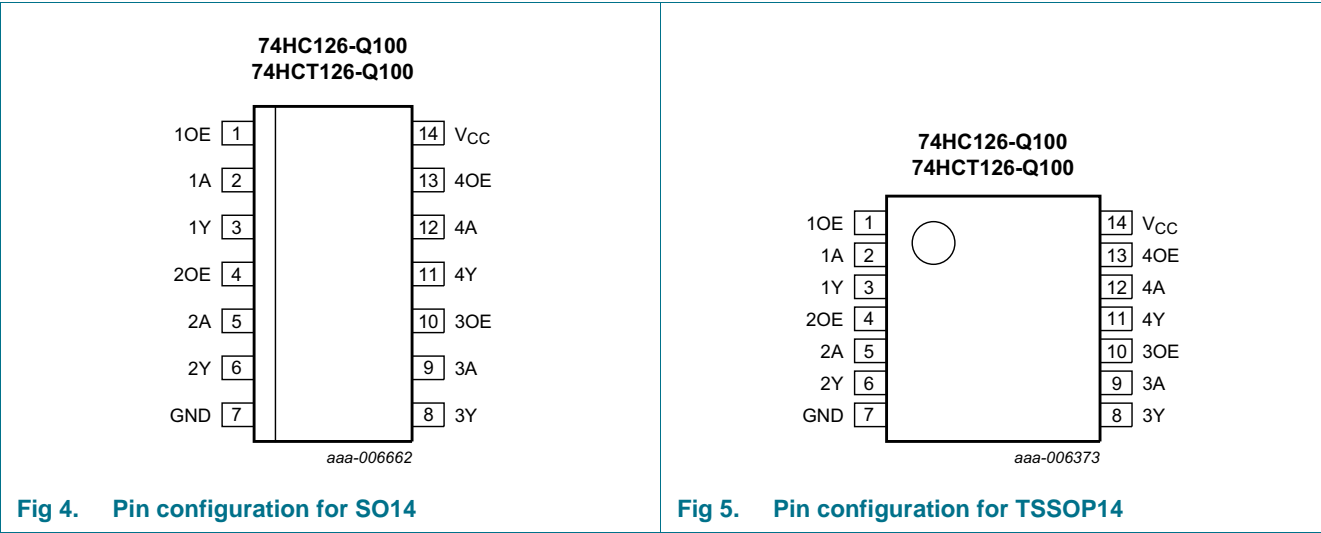 74HC126-Q100
74HCT126-Q100
1OE 1 14 VCC
1A 2 13 4OE
1Y 3 12 4A
2OE 4 11 4Y
2A 5 10 3OE
2Y 6 9 3A
GND 7 8 3Y
aaa-006662
Fig 4. Pin configuration for SO14
74HC126-Q100
74HCT126-Q100
1OE 1 14 VCC
1A 2 13 4OE
1Y 3 12 4A
2OE 4 11 4Y
2A 5 10 3OE
2Y 6 9 3A
GND 7 8 3Y
aaa-006373
Fig 5. Pin configuration for TSSOP14